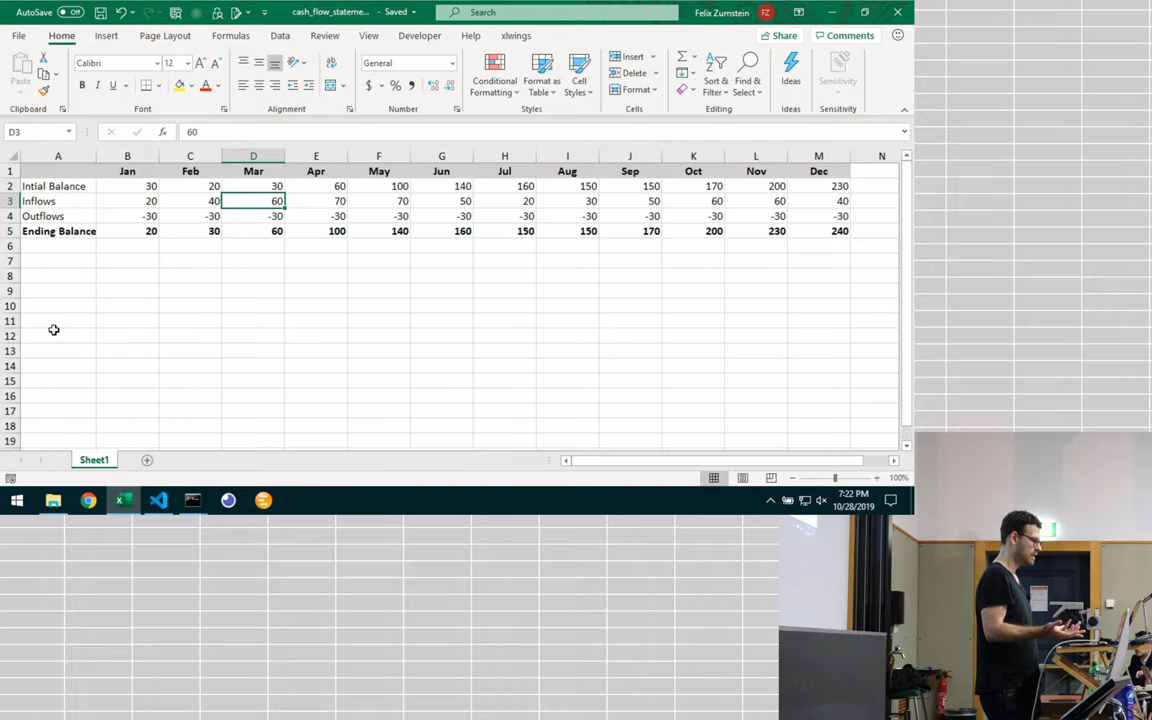 AutoSave Off cash_flow_stateme... - Saved Search Felix Zumstein FZ
File Home Insert Page Layout Formulas Data Review View Developer Help xlwings Share Comments
Paste Calibri 12 General Conditional Formatting Format as Table Cell Styles Insert Delete Format Sort & Filter Find & Select Ideas Sensitivity
Clipboard Font Alignment Number Styles Cells Editing Ideas Sensitivity
D3 fx 60
A B C D E F G H I J K L M N
1 Jan Feb Mar Apr May Jun Jul Aug Sep Oct Nov Dec
2 Intial Balance 30 20 30 60 100 140 160 150 150 170 200 230
3 Inflows 20 40 60 70 70 50 20 30 50 60 60 40
4 Outflows -30 -30 -30 -30 -30 -30 -30 -30 -30 -30 -30 -30
5 Ending Balance 20 30 60 100 140 160 150 150 170 200 230 240
6
7
8
9
10
11
12
13
14
15
16
17
18
19
Sheet1
100%
7:22 PM
10/28/2019